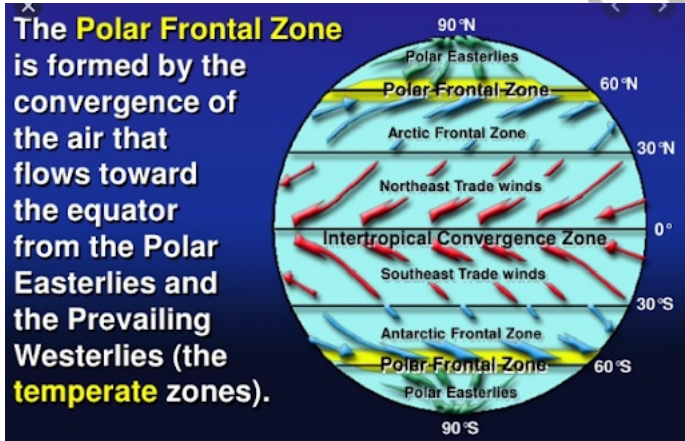 The Polar Frontal Zone
is formed by the
convergence of
the air that
flows toward
the equator
from the Polar
Easterlies and
the Prevailing
Westerlies (the
temperate zones).
90°N
Polar Easterlies
60°N
Polar Frontal Zone
Arctic Frontal Zone
30°N
Northeast Trade winds
0°
Intertropical Convergence Zone
Southeast Trade winds
30°S
Antarctic Frontal Zone
Polar Frontal Zone
60°S
Polar Easterlies
90°S